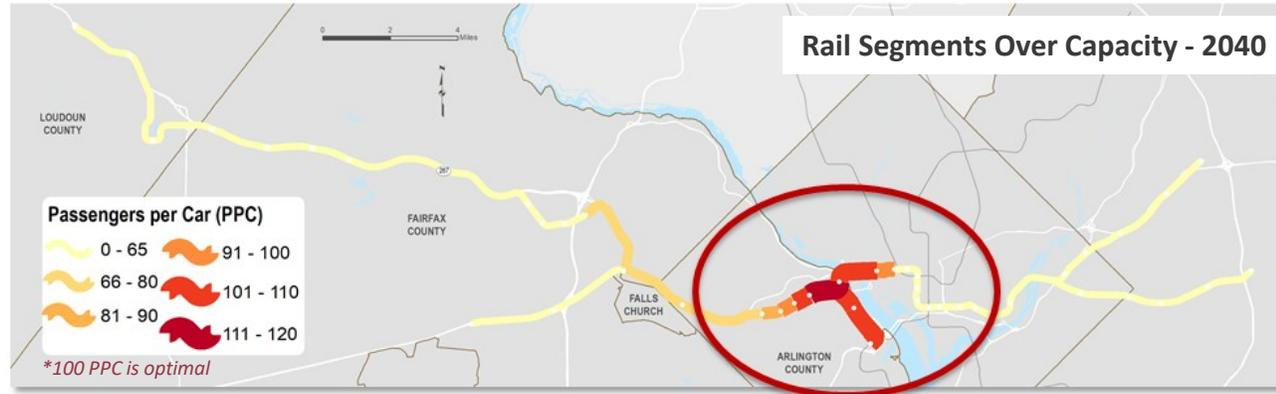 Rail Segments Over Capacity - 2040
0 2 4
Miles
N
LOUDOUN
COUNTY
267
FAIRFAX
COUNTY
FALLS
CHURCH
ARLINGTON
COUNTY
Passengers per Car (PPC)
0 - 65
66 - 80
81 - 90
91 - 100
101 - 110
111 - 120
*100 PPC is optimal